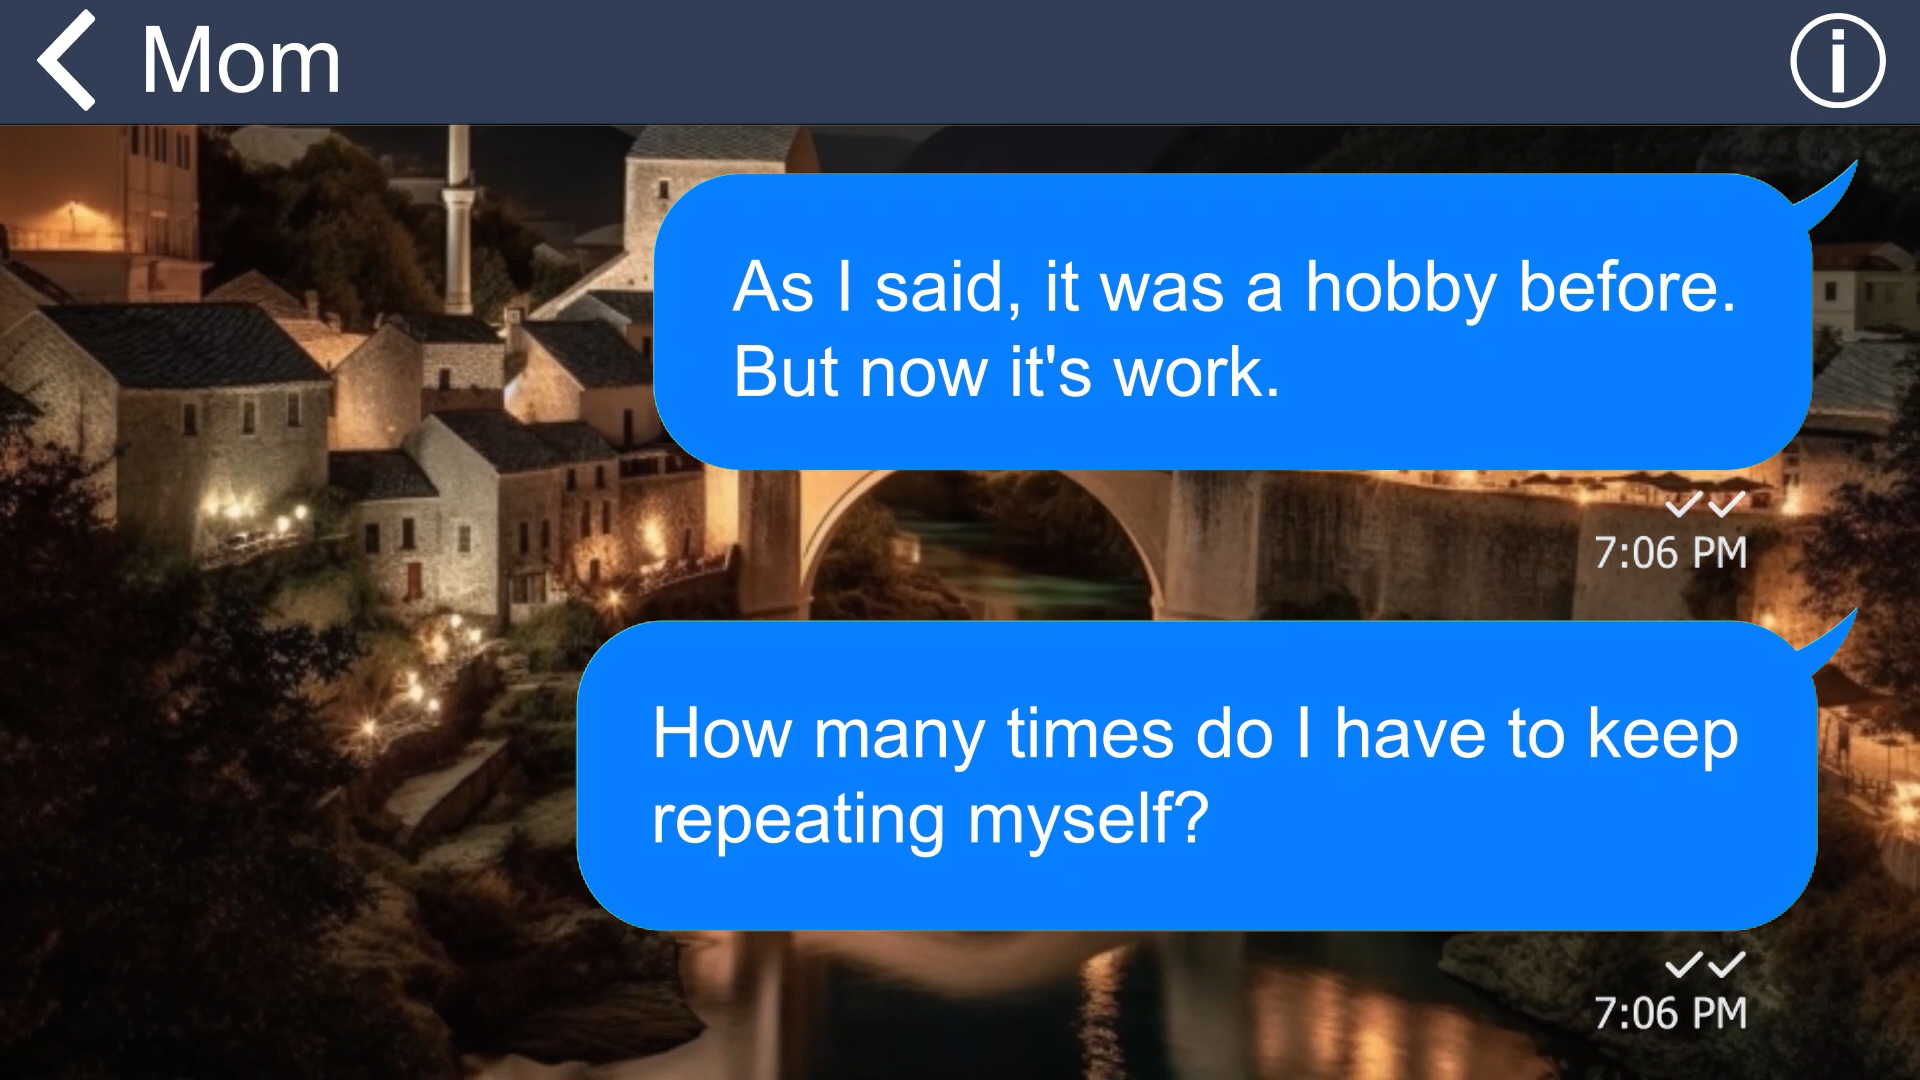 Mom
As I said, it was a hobby before.
But now it's work.
7:06 PM
How many times do I have to keep
repeating myself?
7:06 PM